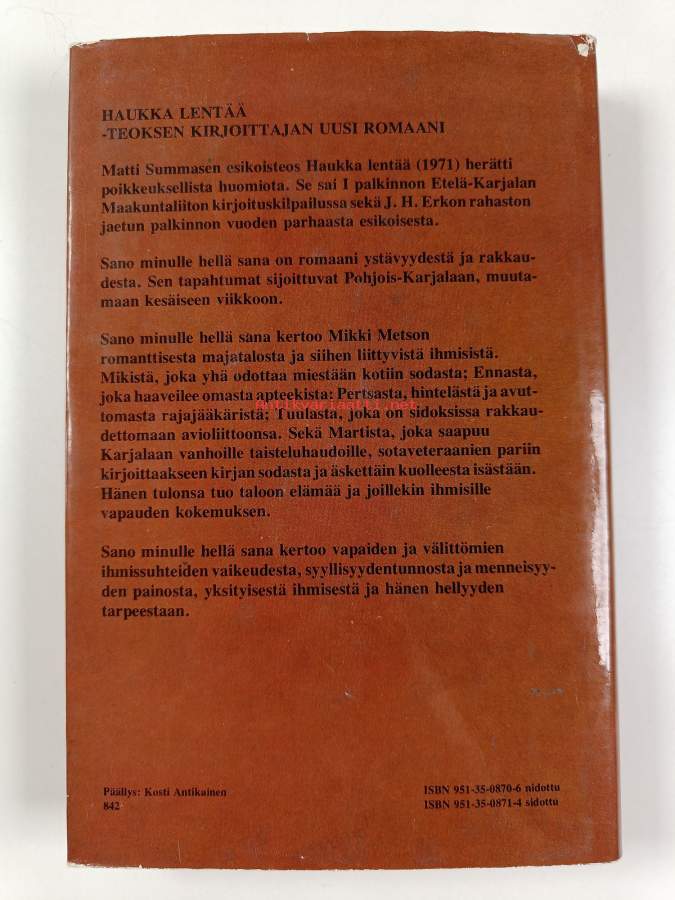 HAUKKA LENTÄÄ
-TEOKSEN KIRJOITTAJAN UUSI ROMAANI
Matti Summasen esikoisteos Haukka lentää (1971) herätti
poikkeuksellista huomiota. Se sai I palkinnon Etelä-Karjalan
Maakuntaliiton kirjoituskilpailussa sekä J. H. Erkon rahaston
jaetun palkinnon vuoden parhaasta esikoisesta.
Sano minulle hellä sana on romaani ystävyydestä ja rakkau-
desta. Sen tapahtumat sijoittuvat Pohjois-Karjalaan, muuta-
maan kesäiseen viikkoon.
Sano minulle hellä sana kertoo Mikki Metson
romanttisesta majatalosta ja siihen liittyvistä ihmisistä.
Mikistä, joka yhä odottaa miestään kotiin sodasta; Ennasta,
joka haaveilee omasta apteekista; Pertsasta, hintelästä ja avut-
Antikvariaatti.net
tomasta rajajääkäristä; Tuulasta, joka on sidoksissa rakkau-
dettomaan avioliittoonsa. Sekä Martista, joka saapuu
Karjalaan vanhoille taisteluhaudoille, sotaveteraanien pariin
kirjoittaakseen kirjan sodasta ja äskettäin kuolleesta isästään.
Hänen tulonsa tuo taloon elämää ja joillekin ihmisille
vapauden kokemuksen.
Sano minulle hellä sana kertoo vapaiden ja välittömien
ihmissuhteiden vaikeudesta, syyllisyydentunnosta ja menneisyy-
den painosta, yksityisestä ihmisestä ja hänen hellyyden
tarpeestaan.
Päällys: Kosti Antikainen
842
ISBN 951-35-0870-6 nidottu
ISBN 951-35-0871-4 sidottu